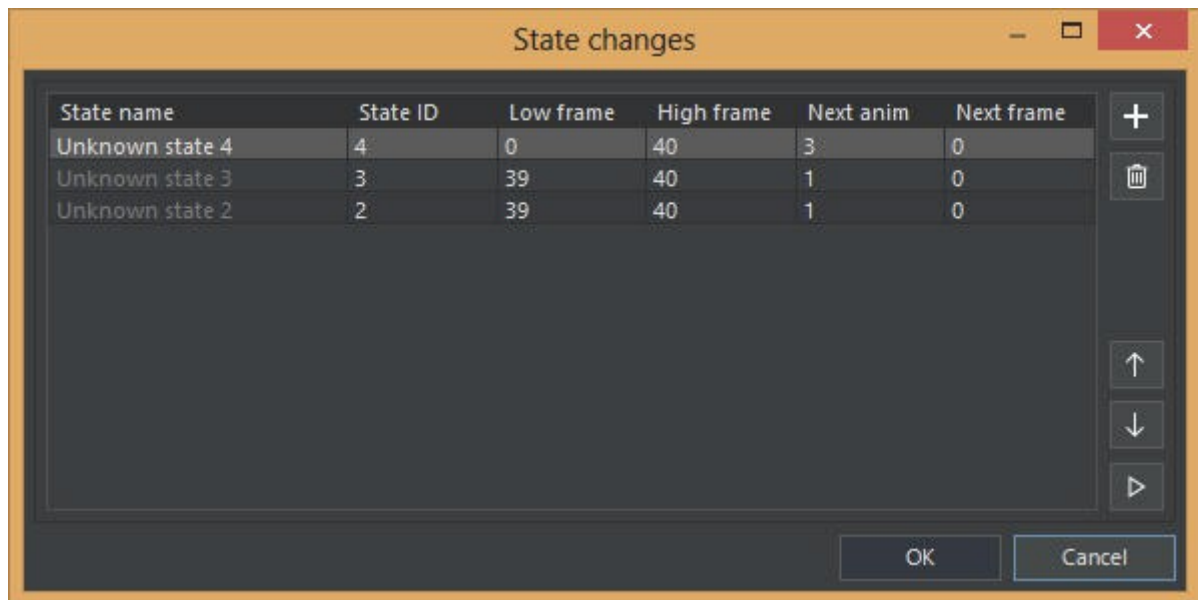 State changes
State name State ID Low frame High frame Next anim Next frame
Unknown state 4 4 0 40 3 0
Unknown state 3 3 39 40 1 0
Unknown state 2 2 39 40 1 0
OK Cancel